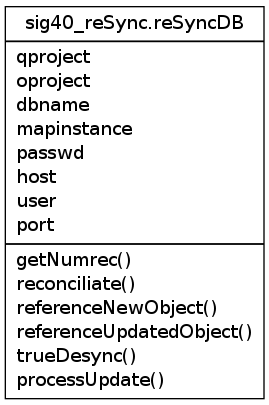 sig40_reSync.reSyncDB
qproject
oproject
dbname
mapinstance
passwd
host
user
port
getNumrec()
reconciliate()
referenceNewObject()
referenceUpdatedObject()
trueDesync()
processUpdate()